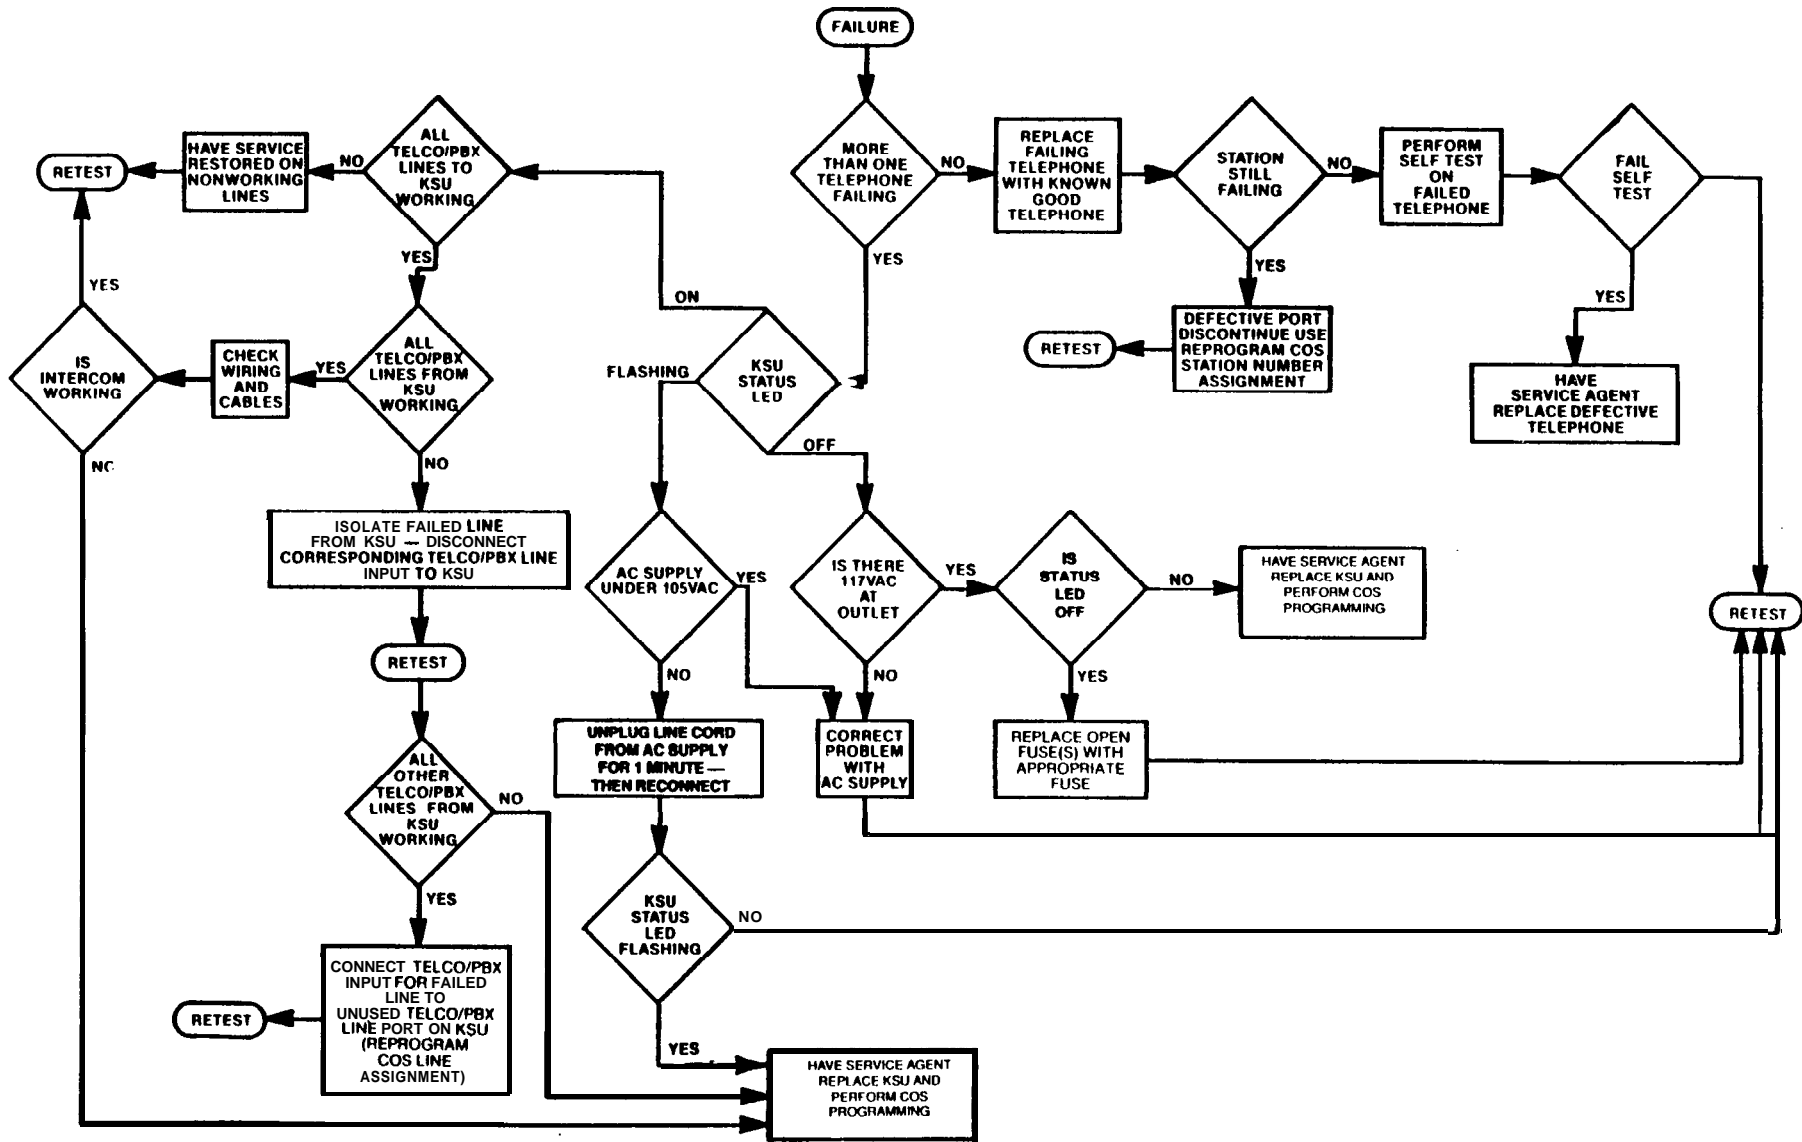 FAILURE
MORE
THAN ONE
TELEPHONE
FAILING
NO
YES
REPLACE
FAILING
TELEPHONE
WITH KNOWN
GOOD
TELEPHONE
STATION
STILL
FAILING
NO
YES
PERFORM
SELF TEST
ON
FAILED
TELEPHONE
FAIL
SELF
TEST
YES
HAVE
SERVICE AGENT
REPLACE DEFECTIVE
TELEPHONE
DEFECTIVE PORT
DISCONTINUE USE
REPROGRAM COS
STATION NUMBER
ASSIGNMENT
RETEST
KSU
STATUS
LED
ON
FLASHING
OFF
ALL
TELCO/PBX
LINES TO
KSU
WORKING
NO
YES
HAVE SERVICE
RESTORED ON
NONWORKING
LINES
RETEST
ALL
TELCO/PBX
LINES FROM
KSU
WORKING
YES
NO
CHECK
WIRING
AND
CABLES
IS
INTERCOM
WORKING
YES
NC
ISOLATE FAILED LINE
FROM KSU — DISCONNECT
CORRESPONDING TELCO/PBX LINE
INPUT TO KSU
RETEST
ALL
OTHER
TELCO/PBX
LINES FROM
KSU
WORKING
NO
YES
CONNECT TELCO/PBX
INPUT FOR FAILED
LINE TO
UNUSED TELCO/PBX
LINE PORT ON KSU
(REPROGRAM
COS LINE
ASSIGNMENT)
RETEST
AC SUPPLY
UNDER 105VAC
YES
NO
UNPLUG LINE CORD
FROM AC SUPPLY
FOR 1 MINUTE —
THEN RECONNECT
KSU
STATUS
LED
FLASHING
NO
YES
HAVE SERVICE AGENT
REPLACE KSU AND
PERFORM COS
PROGRAMMING
IS THERE
117VAC
AT
OUTLET
YES
NO
CORRECT
PROBLEM
WITH
AC SUPPLY
IS
STATUS
LED
OFF
NO
YES
REPLACE OPEN
FUSE(S) WITH
APPROPRIATE
FUSE
HAVE SERVICE AGENT
REPLACE KSU AND
PERFORM COS
PROGRAMMING
RETEST